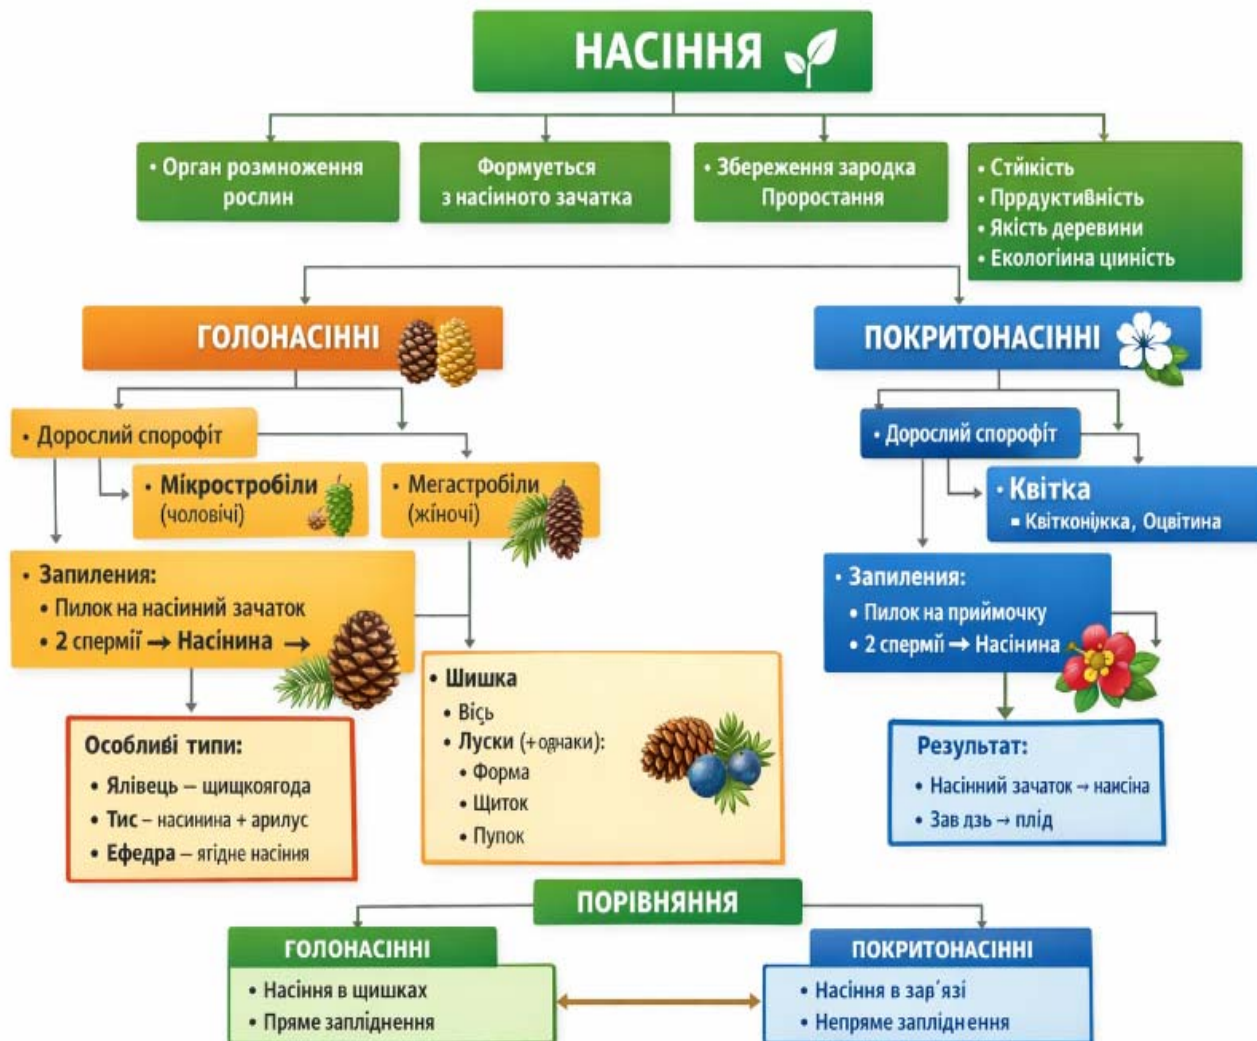 НАСІННЯ
• Орган розмноження
рослин
Формується
з насінного зачатка
• Збереження зародка
Проростання
• Стійкість
• Пррдуктивність
• Якість деревини
• Екологіина циність
ГОЛОНАСІННІ
ПОКРИТОНАСІННІ
• Дорослий спорофіт
• Мікростробіли
(чоловічі)
• Мегастробіли
(жіночі)
• Запилення:
• Пилок на насінний зачаток
• 2 спермії → Насінина →
• Шишка
• Вісь
• Луски (+однаки):
• Форма
• Щиток
• Пупок
Особливі типи:
• Ялівець – щищкоягода
• Тис – насинина + арилус
• Ефедра – ягідне насіння
• Дорослий спорофіт
• Квітка
▪ Квітконіжка, Оцвітина
• Запилення:
• Пилок на приймочку
• 2 спермії → Насінина
Результат:
• Насінний зачаток → наисіна
• Зав дзь → плід
ПОРІВНЯННЯ
ГОЛОНАСІННІ
• Насіння в щишках
• Пряме запліднення
ПОКРИТОНАСІННІ
• Насіння в зар'язі
• Непряме запліднення